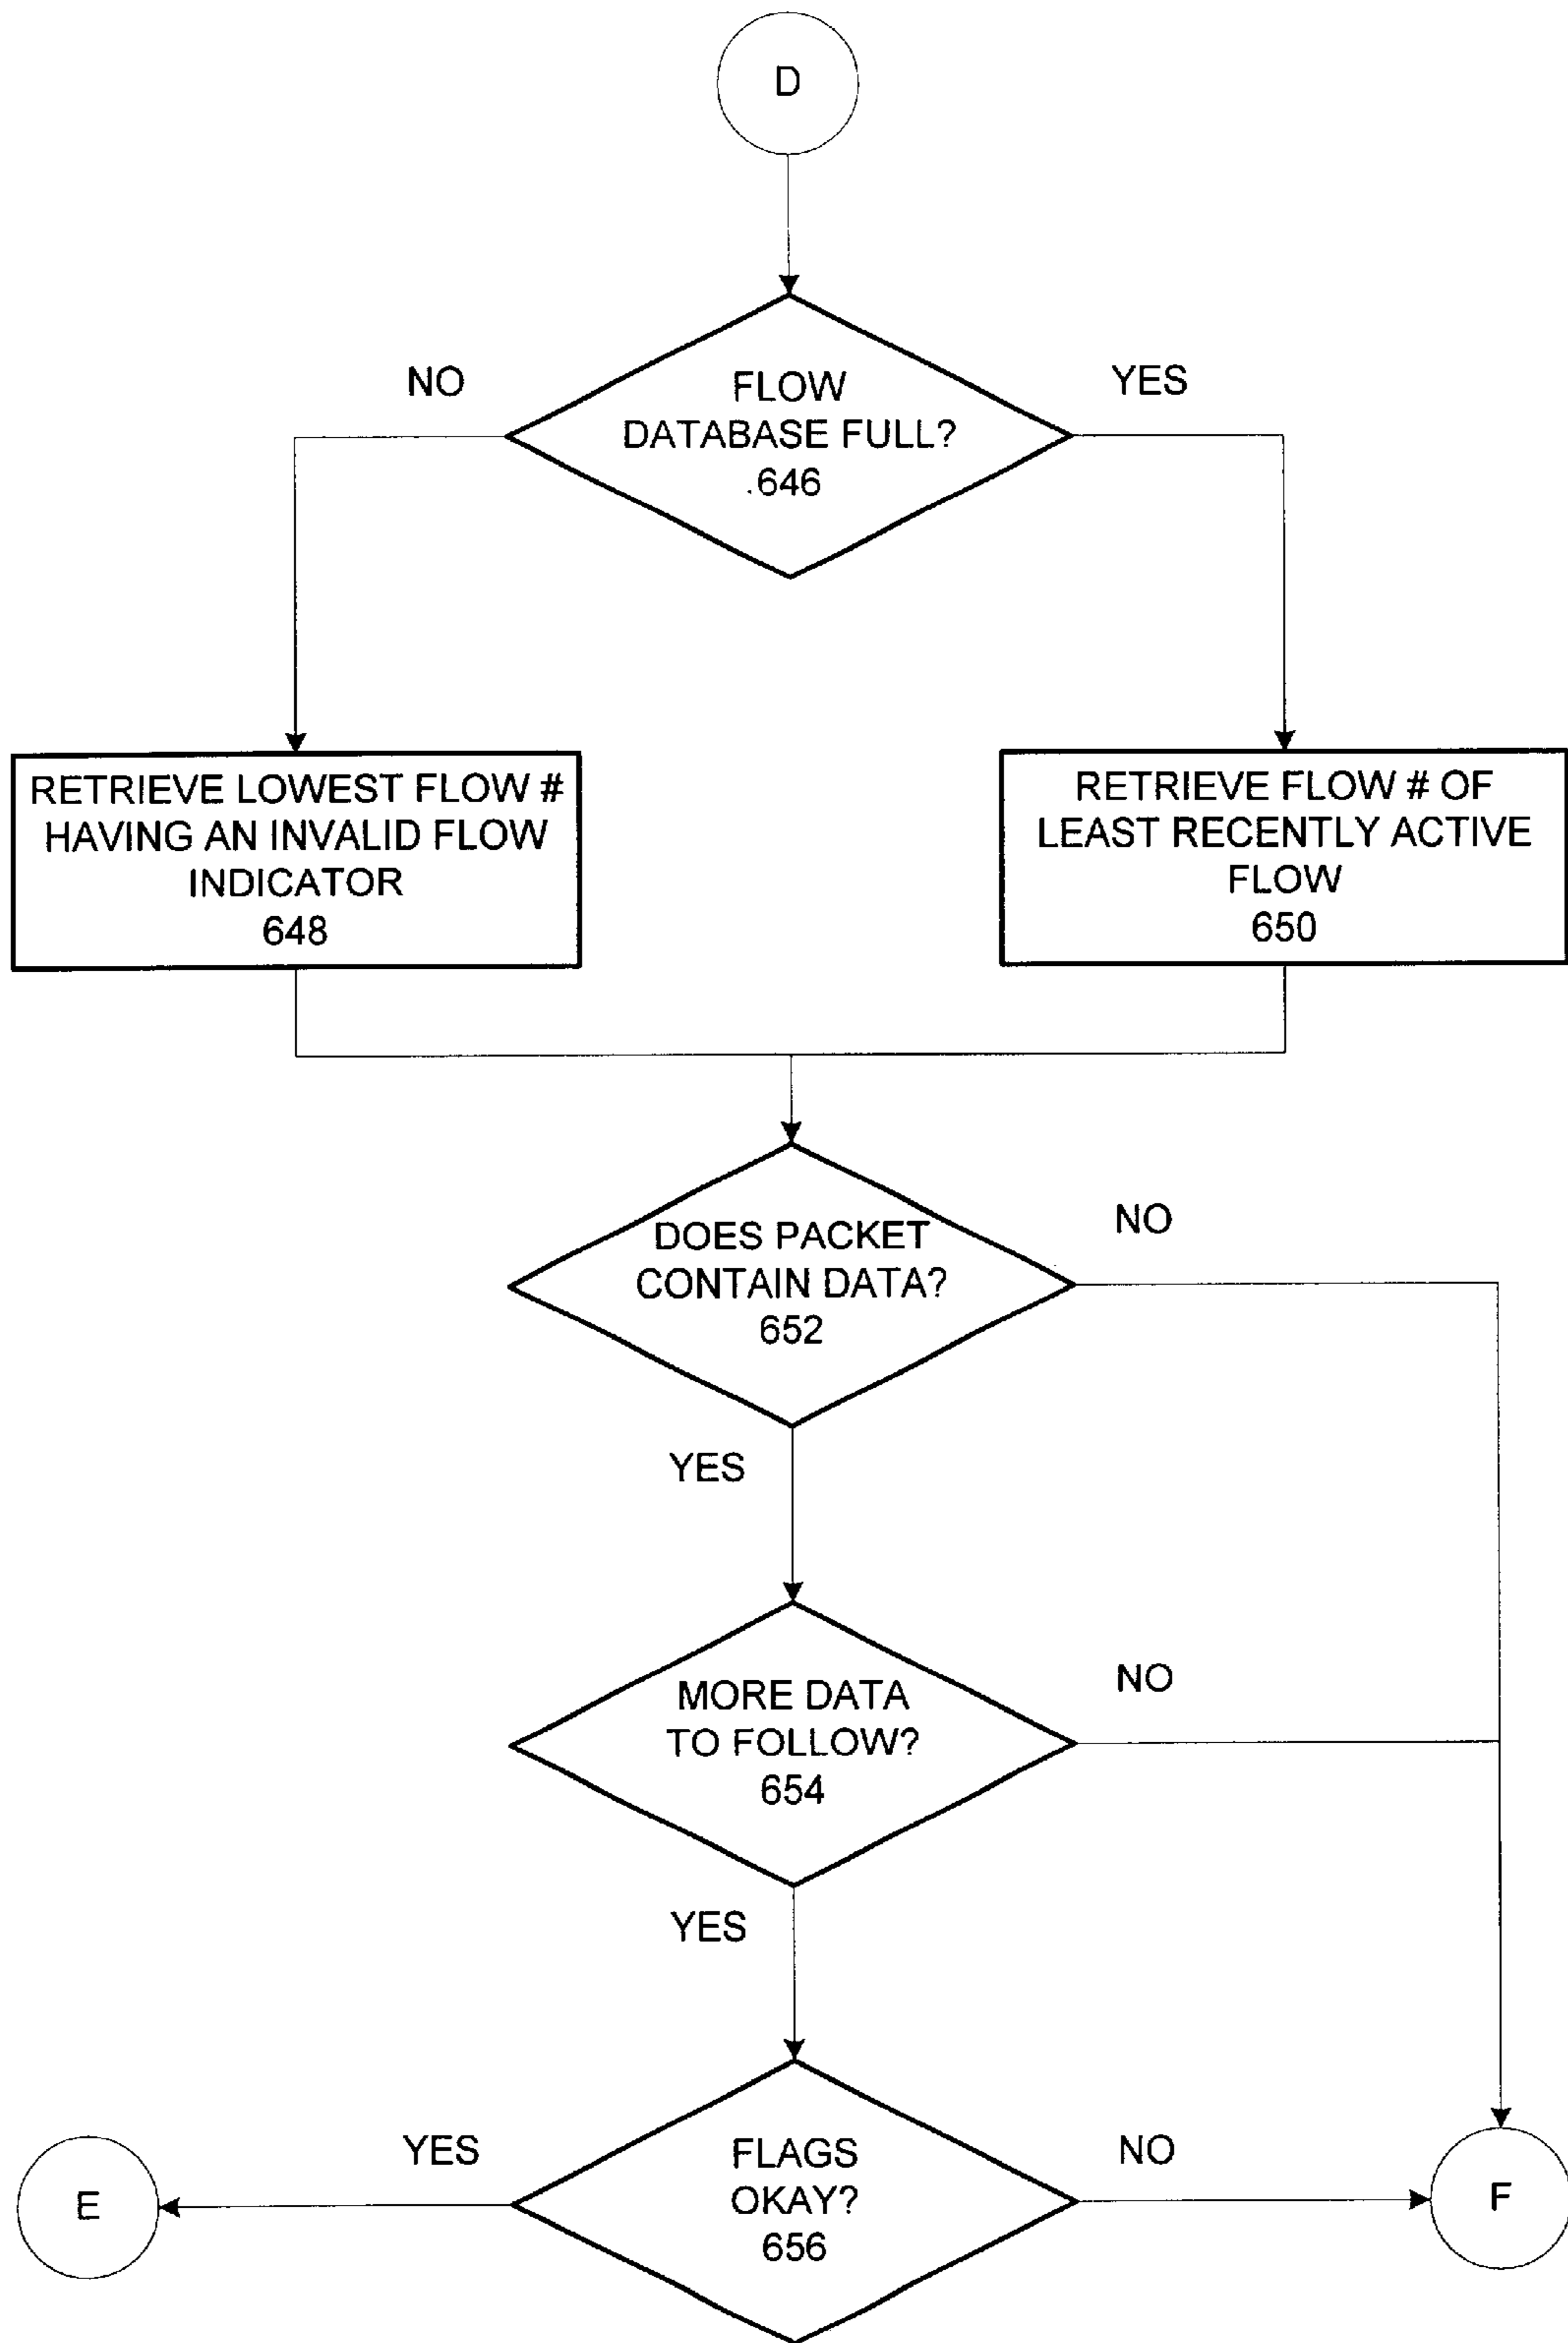 D
NO
YES
FLOW
DATABASE FULL?
.646
RETRIEVE LOWEST FLOW #
HAVING AN INVALID FLOW
INDICATOR
648
RETRIEVE FLOW # OF
LEAST RECENTLY ACTIVE
FLOW
650
DOES PACKET
CONTAIN DATA?
652
NO
YES
MORE DATA
TO FOLLOW?
654
NO
YES
YES
FLAGS
OKAY?
656
NO
E
F